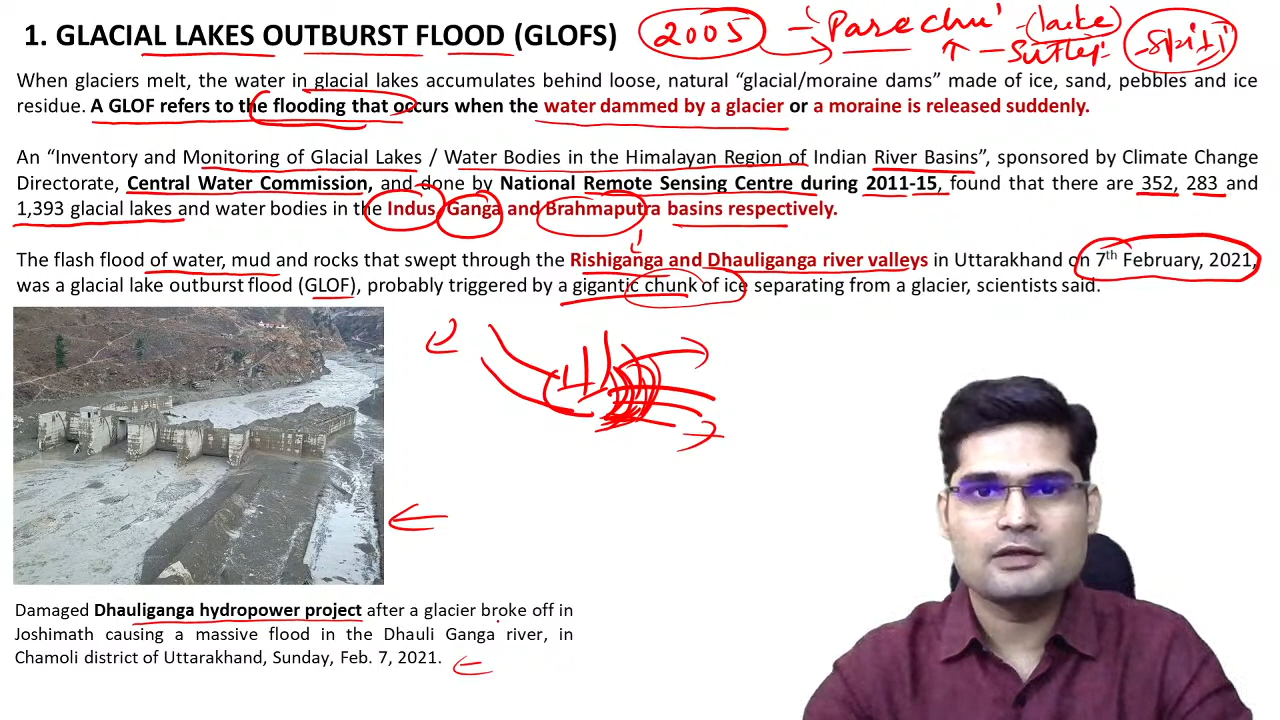 1. GLACIAL LAKES OUTBURST FLOOD (GLOFS)
2005 - Parechu - (lake)
- Sutlej - Spiti
When glaciers melt, the water in glacial lakes accumulates behind loose, natural “glacial/moraine dams” made of ice, sand, pebbles and ice
residue. A GLOF refers to the flooding that occurs when the water dammed by a glacier or a moraine is released suddenly.
An “Inventory and Monitoring of Glacial Lakes / Water Bodies in the Himalayan Region of Indian River Basins”, sponsored by Climate Change
Directorate, Central Water Commission, and done by National Remote Sensing Centre during 2011-15, found that there are 352, 283 and
1,393 glacial lakes and water bodies in the Indus, Ganga and Brahmaputra basins respectively.
The flash flood of water, mud and rocks that swept through the Rishiganga and Dhauliganga river valleys in Uttarakhand on 7th February, 2021,
was a glacial lake outburst flood (GLOF), probably triggered by a gigantic chunk of ice separating from a glacier, scientists said.
Damaged Dhauliganga hydropower project after a glacier broke off in
Joshimath causing a massive flood in the Dhauli Ganga river, in
Chamoli district of Uttarakhand, Sunday, Feb. 7, 2021.